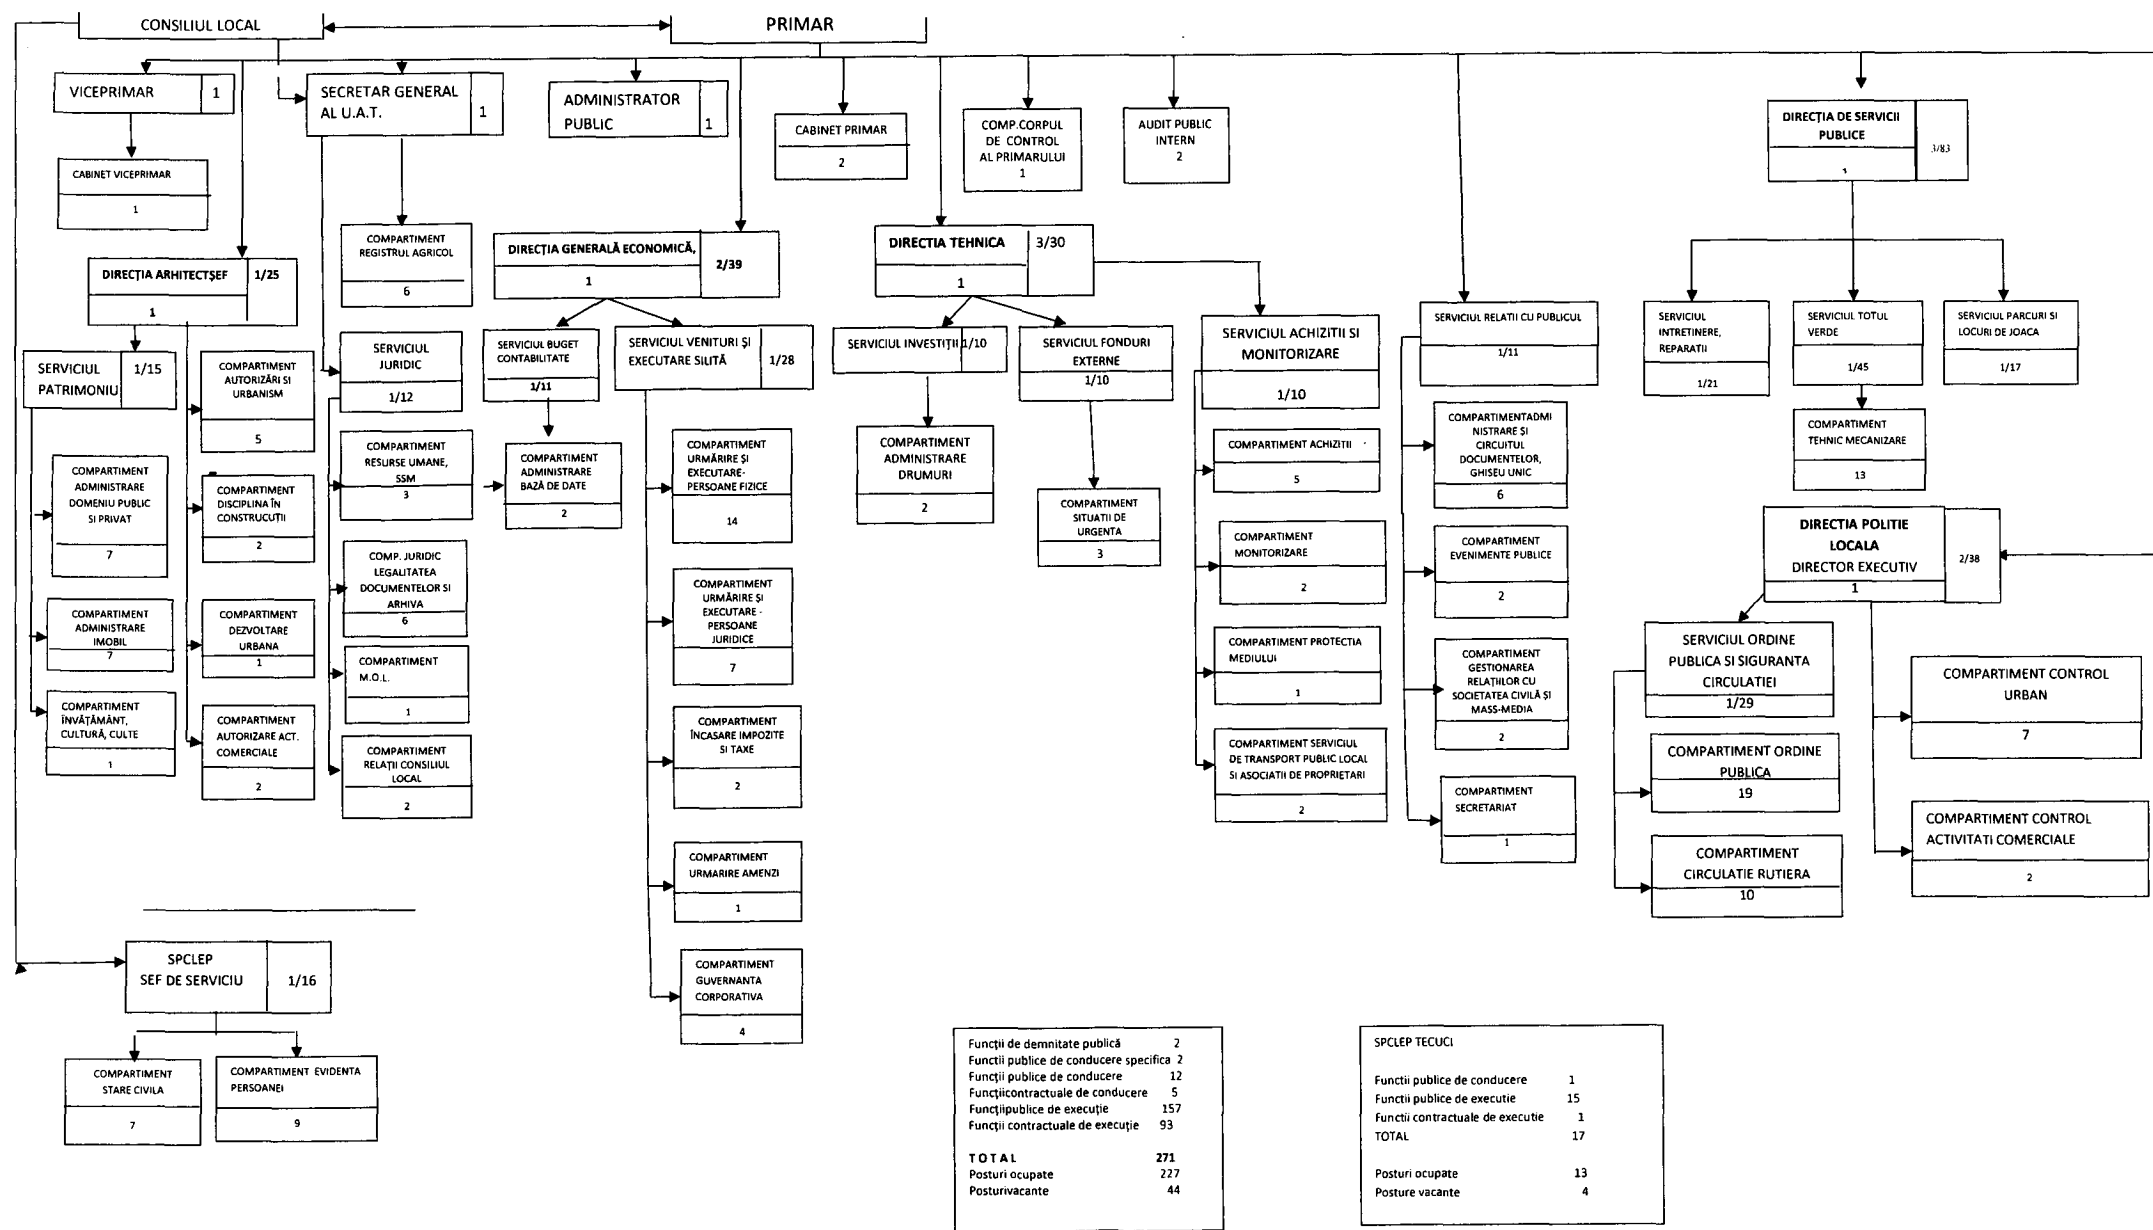 CONSILIUL LOCAL
PRIMAR
VICEPRIMAR
1
SECRETAR GENERAL
AL U.A.T.
1
ADMINISTRATOR
PUBLIC
1
CABINET PRIMAR
2
COMP.CORPUL
DE CONTROL
AL PRIMARULUI
1
AUDIT PUBLIC
INTERN
2
DIRECȚIA DE SERVICII
PUBLICE
3/83
CABINET VICEPRIMAR
1
COMPARTIMENT
REGISTRUL AGRICOL
6
DIRECȚIA GENERALĂ ECONOMICĂ,
2/39
1
DIRECTIA TEHNICA
3/30
1
DIRECȚIA ARHITECTȘEF
1/25
1
SERVICIUL
PATRIMONIU
1/15
COMPARTIMENT
AUTORIZĂRI SI
URBANISM
5
SERVICIUL
JURIDIC
1/12
SERVICIUL BUGET
CONTABILITATE
1/11
SERVICIUL VENITURI ȘI
EXECUTARE SILITĂ
1/28
SERVICIUL INVESTIȚII
1/10
SERVICIUL FONDURI
EXTERNE
1/10
SERVICIUL ACHIZITII SI
MONITORIZARE
1/10
SERVICIUL RELATII CU PUBLICUL
1/11
SERVICIUL
INTRETINERE,
REPARATII
1/21
SERVICIUL TOTUL
VERDE
1/45
SERVICIUL PARCURI SI
LOCURI DE JOACA
1/17
COMPARTIMENT
ADMINISTRARE
DOMENIU PUBLIC
SI PRIVAT
7
COMPARTIMENT
DISCIPLINA ÎN
CONSTRUCUȚII
2
COMPARTIMENT
RESURSE UMANE,
SSM
3
COMPARTIMENT
ADMINISTRARE
BAZĂ DE DATE
2
COMPARTIMENT
URMĂRIRE ȘI
EXECUTARE-
PERSOANE FIZICE
14
COMPARTIMENT
ADMINISTRARE
DRUMURI
2
COMPARTIMENT
SITUATII DE
URGENTA
3
COMPARTIMENT ACHIZITII
5
COMPARTIMENTADMI
NISTRARE ȘI
CIRCUITUL
DOCUMENTELOR,
GHISEU UNIC
6
COMPARTIMENT
TEHNIC MECANIZARE
13
COMPARTIMENT
ADMINISTRARE
IMOBIL
7
COMPARTIMENT
DEZVOLTARE
URBANA
1
COMP. JURIDIC
LEGALITATEA
DOCUMENTELOR SI
ARHIVA
6
COMPARTIMENT
URMĂRIRE ȘI
EXECUTARE -
PERSOANE
JURIDICE
7
COMPARTIMENT
MONITORIZARE
2
COMPARTIMENT
EVENIMENTE PUBLICE
2
DIRECTIA POLITIE
LOCALA
DIRECTOR EXECUTIV
2/38
1
COMPARTIMENT
ÎNVĂȚĂMÂNT,
CULTURĂ, CULTE
1
COMPARTIMENT
AUTORIZARE ACT.
COMERCIALE
2
COMPARTIMENT
M.O.L.
1
COMPARTIMENT
RELAȚII CONSILIUL
LOCAL
2
COMPARTIMENT
ÎNCASARE IMPOZITE
SI TAXE
2
COMPARTIMENT PROTECTIA
MEDIULUI
1
COMPARTIMENT
GESTIONAREA
RELAȚIILOR CU
SOCIETATEA CIVILĂ ȘI
MASS-MEDIA
2
SERVICIUL ORDINE
PUBLICA SI SIGURANTA
CIRCULATIEI
1/29
COMPARTIMENT CONTROL
URBAN
7
COMPARTIMENT SERVICIUL
DE TRANSPORT PUBLIC LOCAL
SI ASOCIATII DE PROPRIETARI
2
COMPARTIMENT
SECRETARIAT
1
COMPARTIMENT ORDINE
PUBLICA
19
COMPARTIMENT CONTROL
ACTIVITATI COMERCIALE
2
COMPARTIMENT
URMARIRE AMENZI
1
COMPARTIMENT
CIRCULATIE RUTIERA
10
COMPARTIMENT
GUVERNANTA
CORPORATIVA
4
SPCLEP
SEF DE SERVICIU
1/16
COMPARTIMENT
STARE CIVILA
7
COMPARTIMENT EVIDENTA
PERSOANEI
9
Funcții de demnitate publică 2
Functii publice de conducere specifica 2
Funcții publice de conducere 12
Funcțiicontractuale de conducere 5
Funcțiipublice de execuție 157
Funcții contractuale de execuție 93
TOTAL 271
Posturi ocupate 227
Posturivacante 44
SPCLEP TECUCI
Functii publice de conducere 1
Functii publice de executie 15
Functii contractuale de executie 1
TOTAL 17
Posturi ocupate 13
Posture vacante 4